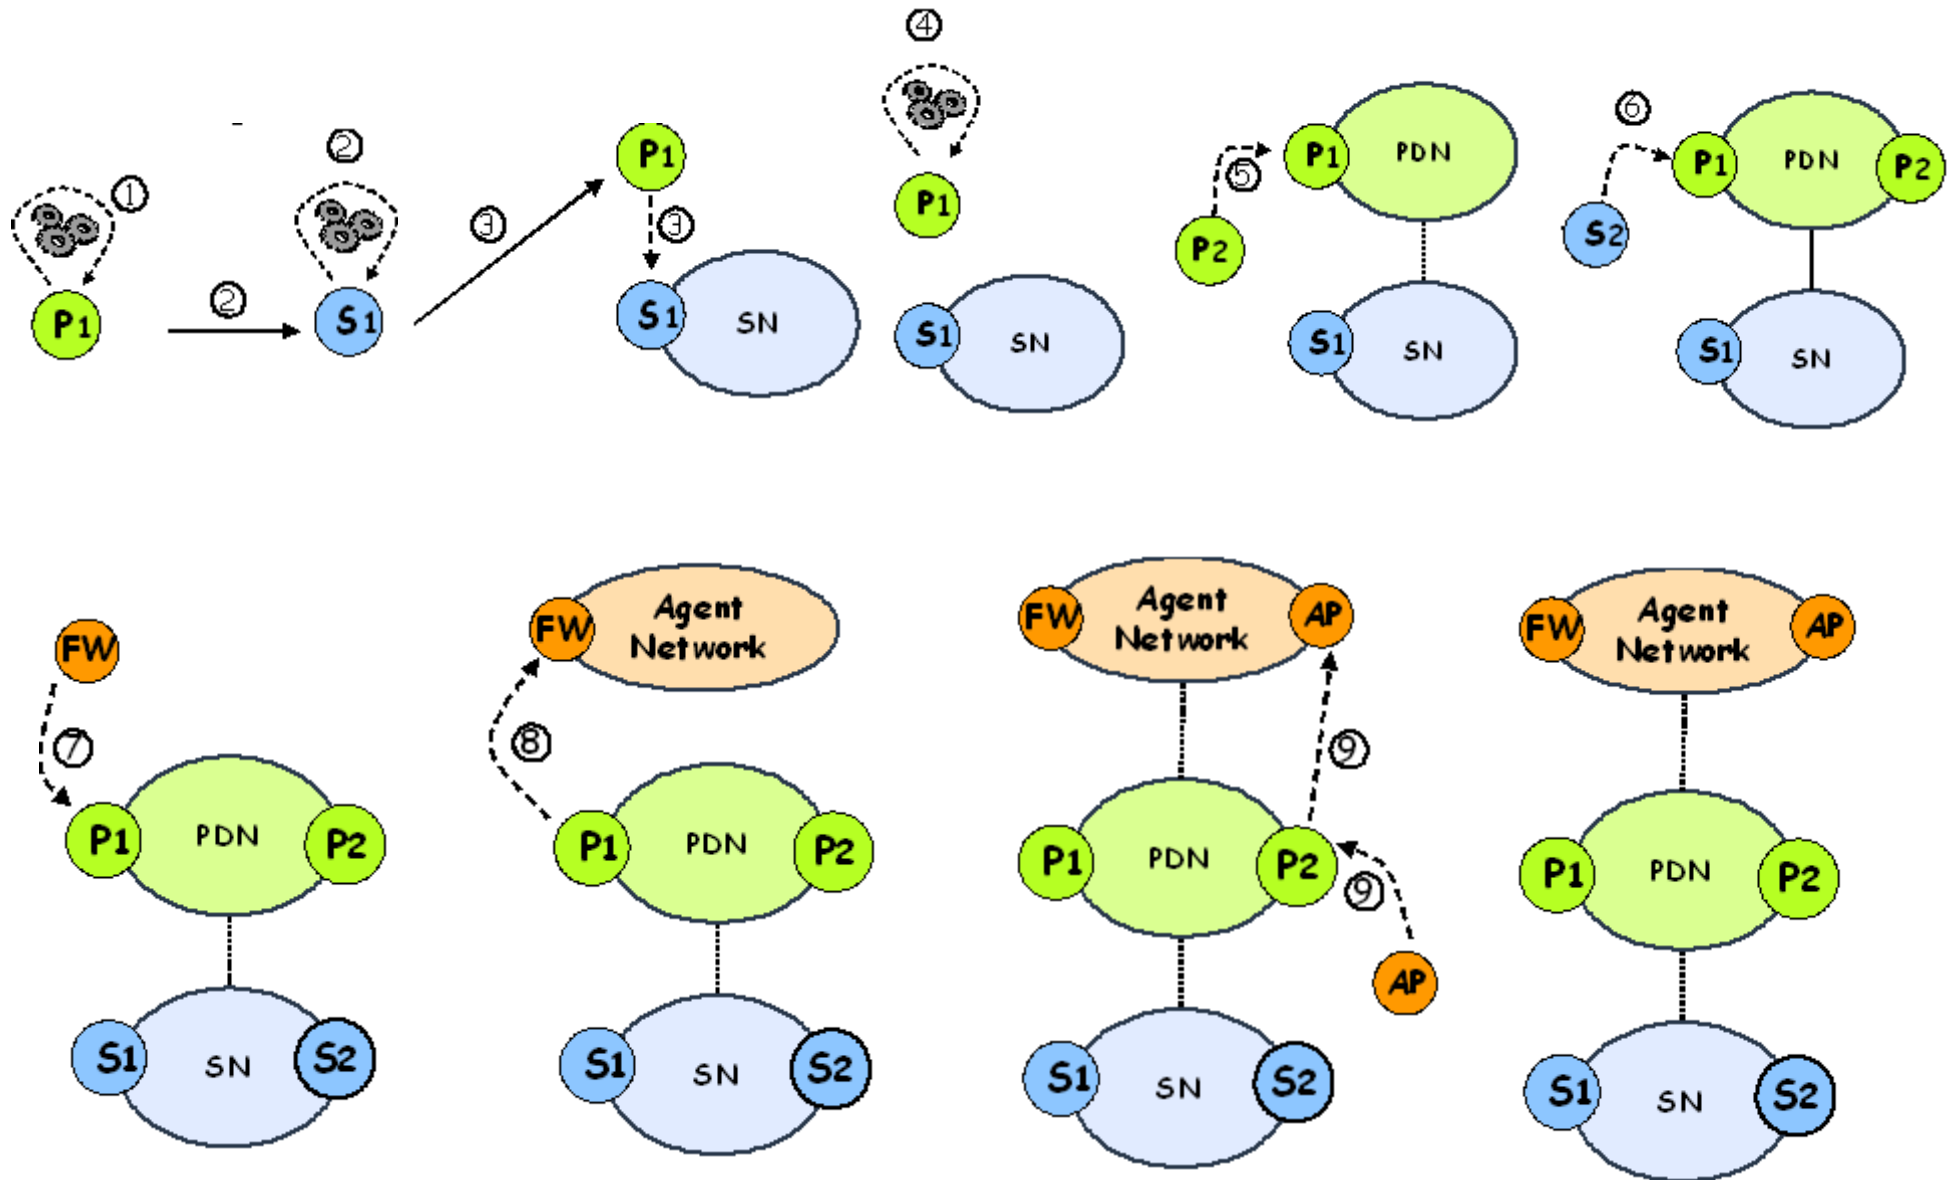 ①
P1
②
②
S1
③
P1
③
S1
SN
④
P1
S1
SN
⑤
P2
P1
PDN
S1
SN
⑥
S2
P1
PDN
P2
S1
SN
FW
⑦
P1
PDN
P2
S1
SN
S2
FW
Agent
Network
⑧
P1
PDN
P2
S1
SN
S2
FW
Agent
Network
AP
⑨
P1
PDN
P2
⑨
AP
S1
SN
S2
FW
Agent
Network
AP
P1
PDN
P2
S1
SN
S2